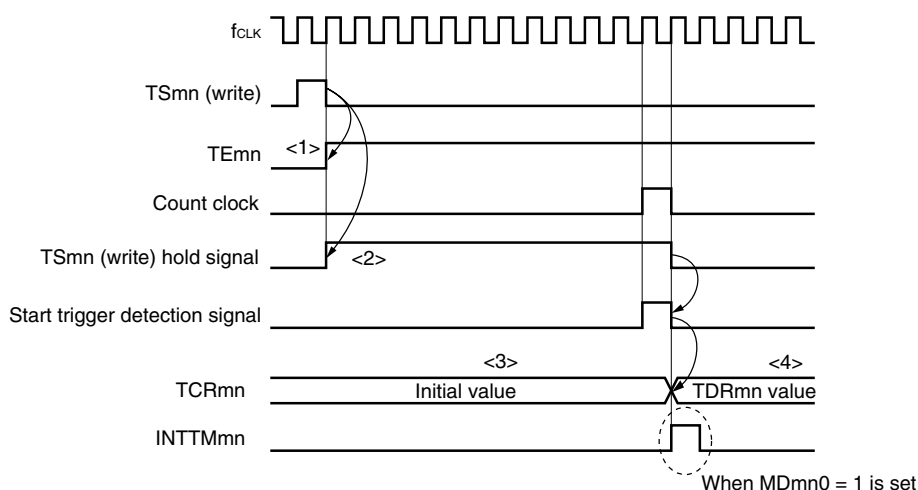 fCLK
TSmn (write)
<1>
TEmn
Count clock
TSmn (write) hold signal
<2>
Start trigger detection signal
<3>
<4>
TCRmn
Initial value
TDRmn value
INTTMmn
When MDmn0 = 1 is set